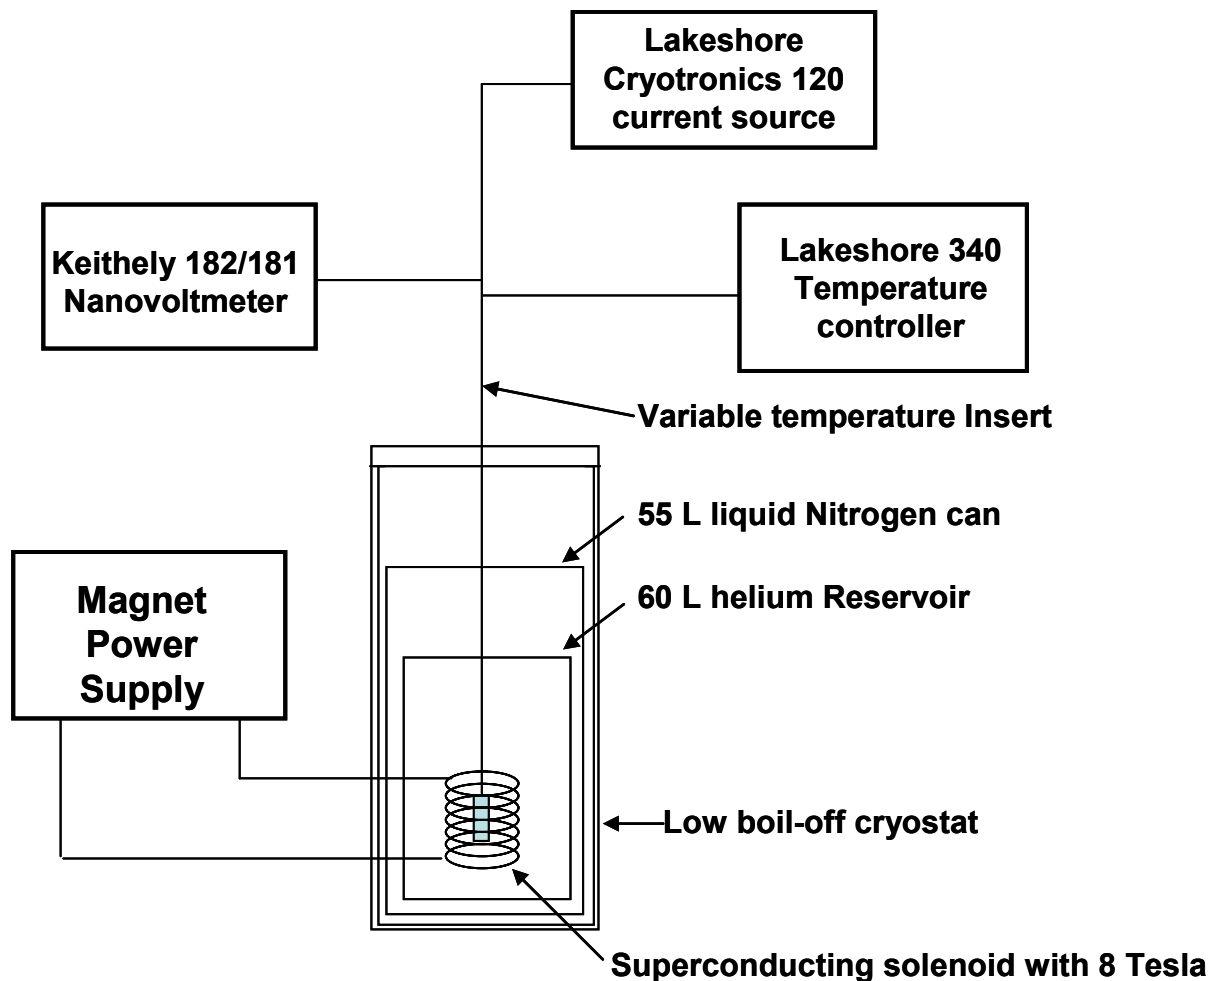 Lakeshore
Cryotronics 120
current source
Keithely 182/181
Nanovoltmeter
Lakeshore 340
Temperature
controller
Variable temperature Insert
55 L liquid Nitrogen can
60 L helium Reservoir
Magnet
Power
Supply
Low boil-off cryostat
Superconducting solenoid with 8 Tesla